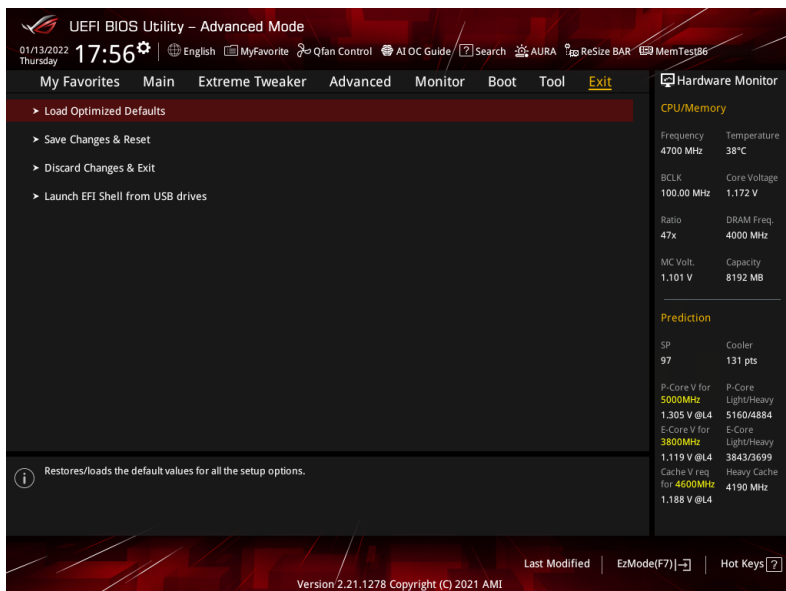 UEFI BIOS Utility – Advanced Mode
01/13/2022 Thursday 17:56 English MyFavorite Qfan Control AI OC Guide ? Search AURA ReSize BAR MemTest86
My Favorites Main Extreme Tweaker Advanced Monitor Boot Tool Exit
➤ Load Optimized Defaults
➤ Save Changes & Reset
➤ Discard Changes & Exit
➤ Launch EFI Shell from USB drives
i Restores/loads the default values for all the setup options.
Hardware Monitor
CPU/Memory
Frequency Temperature
4700 MHz 38°C
BCLK Core Voltage
100.00 MHz 1.172 V
Ratio DRAM Freq.
47x 4000 MHz
MC Volt. Capacity
1.101 V 8192 MB
Prediction
SP Cooler
97 131 pts
P-Core V for P-Core
5000MHz Light/Heavy
1.305 V @L4 5160/4884
E-Core V for E-Core
3800MHz Light/Heavy
1.119 V @L4 3843/3699
Cache V req Heavy Cache
for 4600MHz 4190 MHz
1.188 V @L4
Last Modified EzMode(F7) Hot Keys ?
Version 2.21.1278 Copyright (C) 2021 AMI